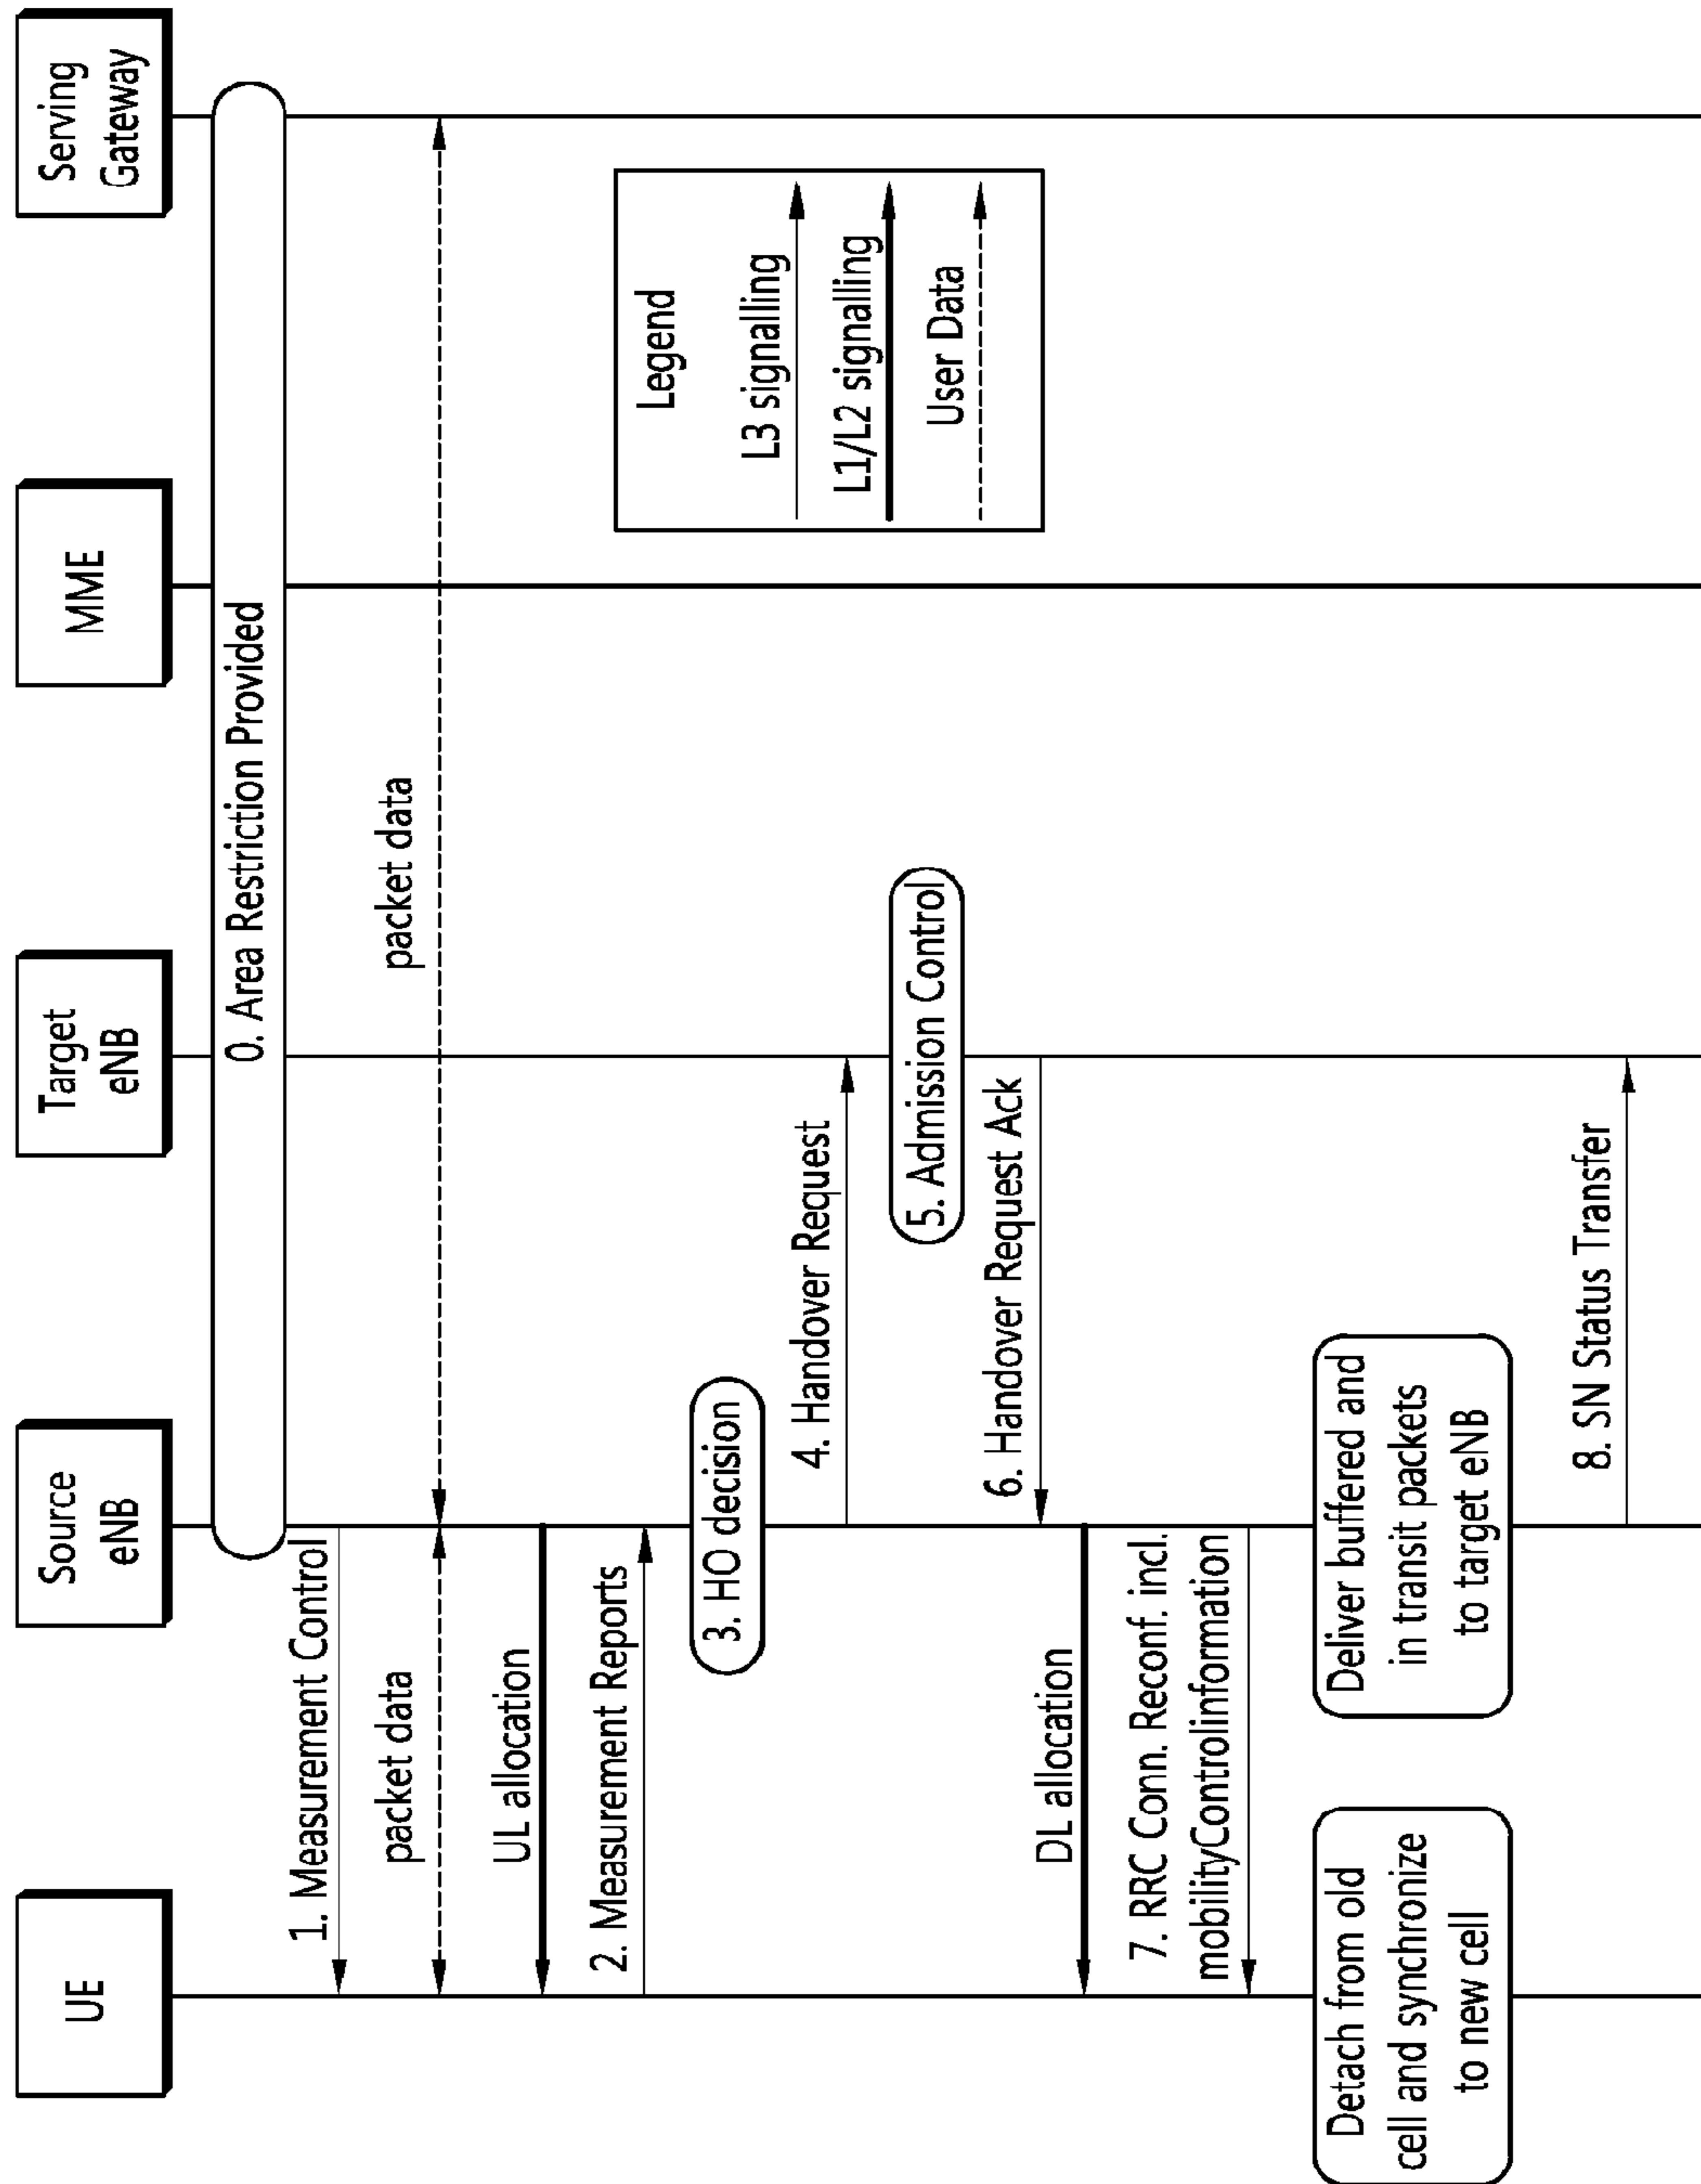 UE
Source
eNB
Target
eNB
MME
Serving
Gateway
0. Area Restriction Provided
1. Measurement Control
packet data
packet data
UL allocation
2. Measurement Reports
3. HO decision
Legend
L3 signalling
L1/L2 signalling
User Data
4. Handover Request
5. Admission Control
6. Handover Request Ack
DL allocation
7. RRC Conn. Reconf. incl.
mobilityControlinformation
Detach from old
cell and synchronize
to new cell
Deliver buffered and
in transit packets
to target eNB
8. SN Status Transfer